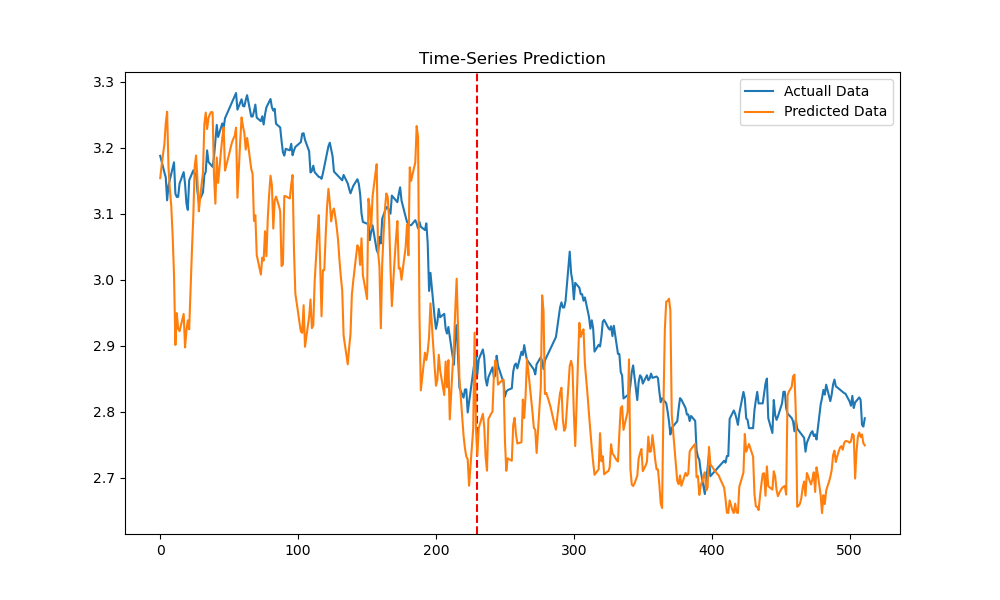 Time-Series Prediction
Actuall Data
Predicted Data
3.3
3.2
3.1
3.0
2.9
2.8
2.7
0 100 200 300 400 500